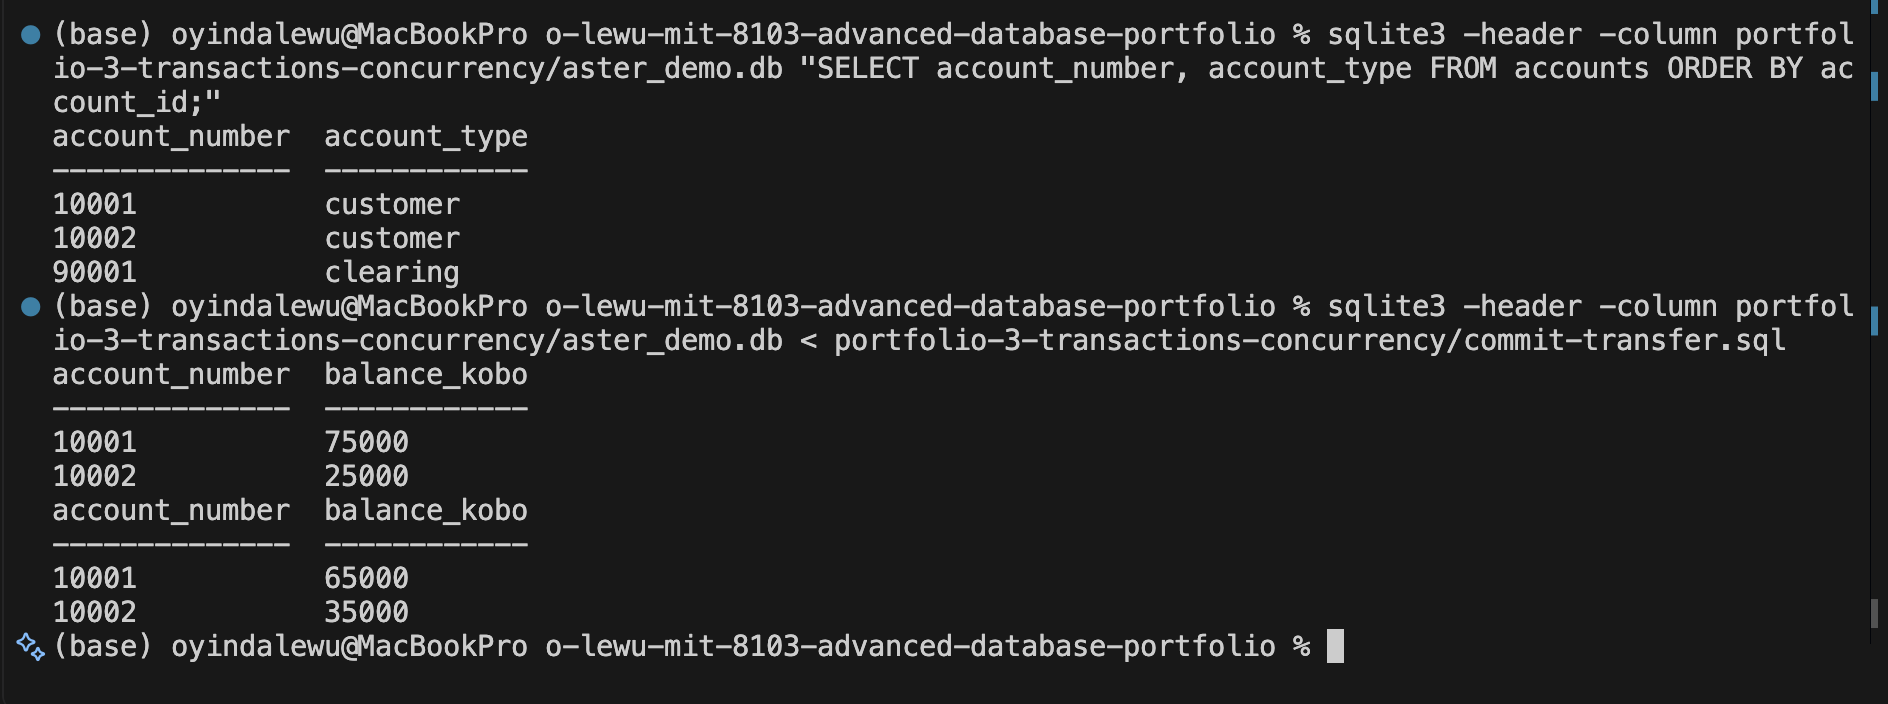 (base) oyindalewu@MacBookPro o-lewu-mit-8103-advanced-database-portfolio % sqlite3 -header -column portfol
io-3-transactions-concurrency/aster_demo.db "SELECT account_number, account_type FROM accounts ORDER BY ac
count_id;"
account_number  account_type
--------------  ------------
10001           customer
10002           customer
90001           clearing
(base) oyindalewu@MacBookPro o-lewu-mit-8103-advanced-database-portfolio % sqlite3 -header -column portfol
io-3-transactions-concurrency/aster_demo.db < portfolio-3-transactions-concurrency/commit-transfer.sql
account_number  balance_kobo
--------------  ------------
10001           75000
10002           25000
account_number  balance_kobo
--------------  ------------
10001           65000
10002           35000
(base) oyindalewu@MacBookPro o-lewu-mit-8103-advanced-database-portfolio %